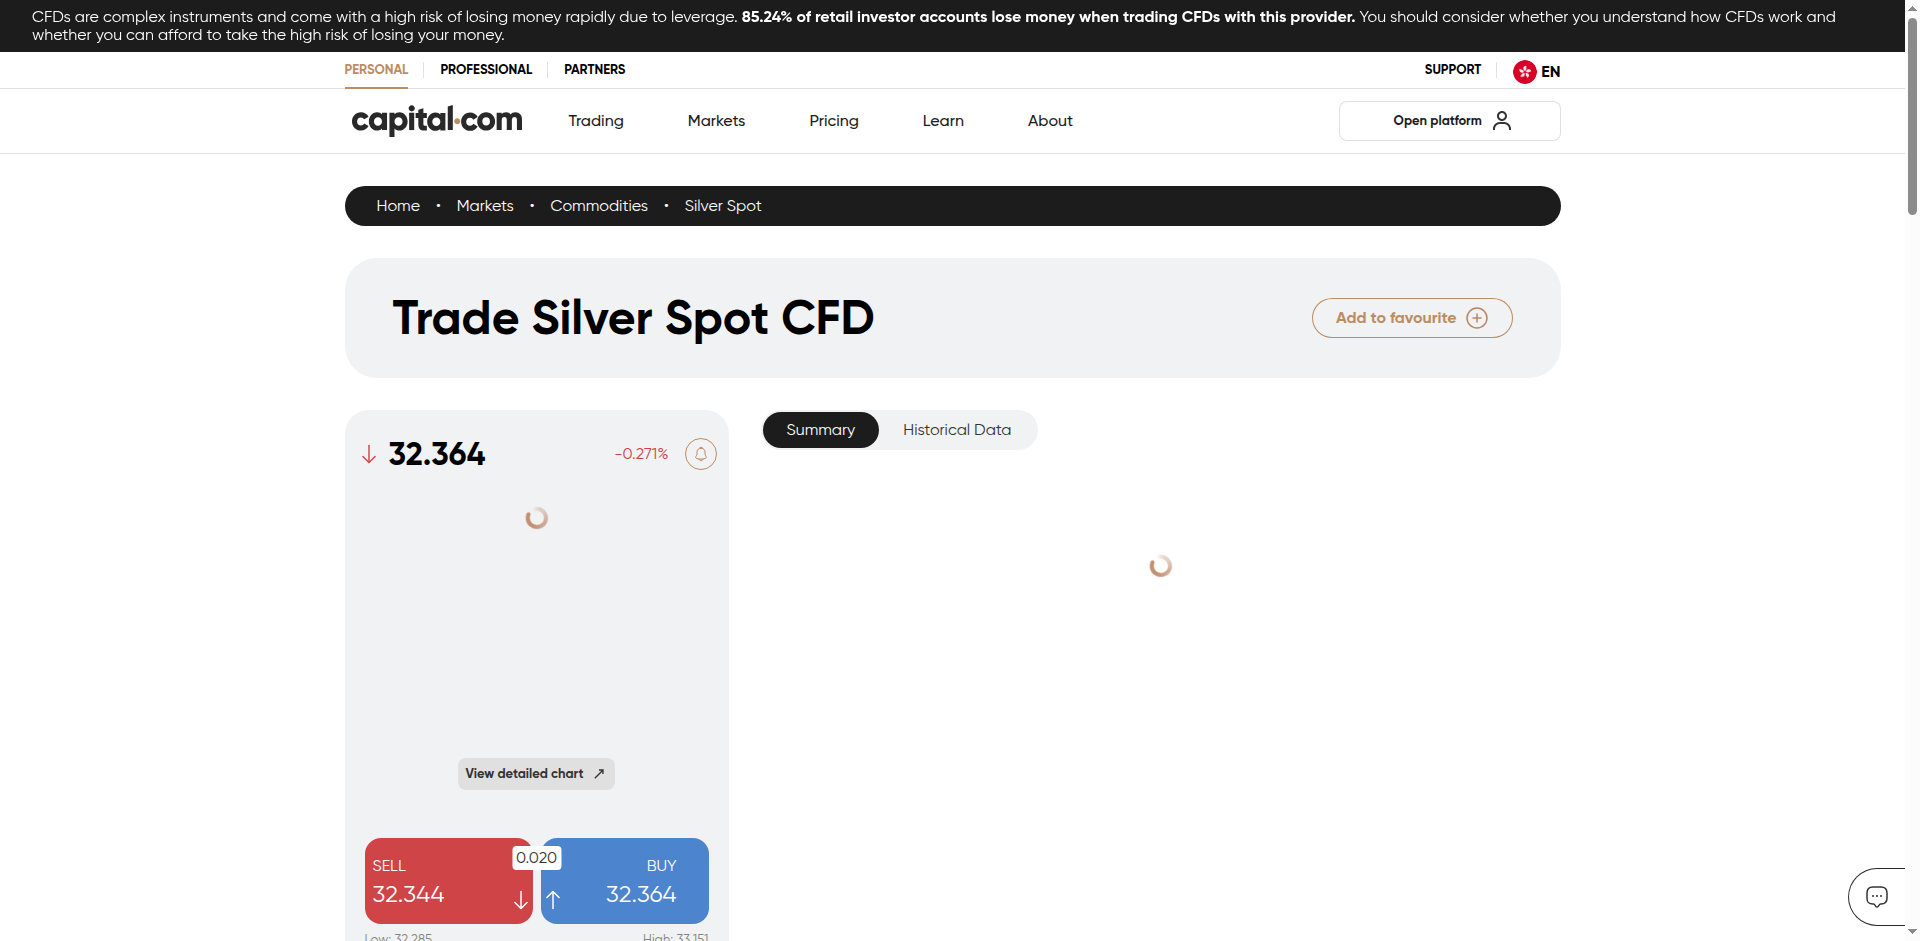 CFDs are complex instruments and come with a high risk of losing money rapidly due to leverage. 85.24% of retail investor accounts lose money when trading CFDs with this provider. You should consider whether you understand how CFDs work and
whether you can afford to take the high risk of losing your money.
PERSONAL PROFESSIONAL PARTNERS SUPPORT EN
capital.com Trading Markets Pricing Learn About Open platform
Home • Markets • Commodities • Silver Spot
Trade Silver Spot CFD Add to favourite
32.364 -0.271% Summary Historical Data
View detailed chart
0.020
SELL BUY
32.344 32.364
Low: 32.285 High: 33.151